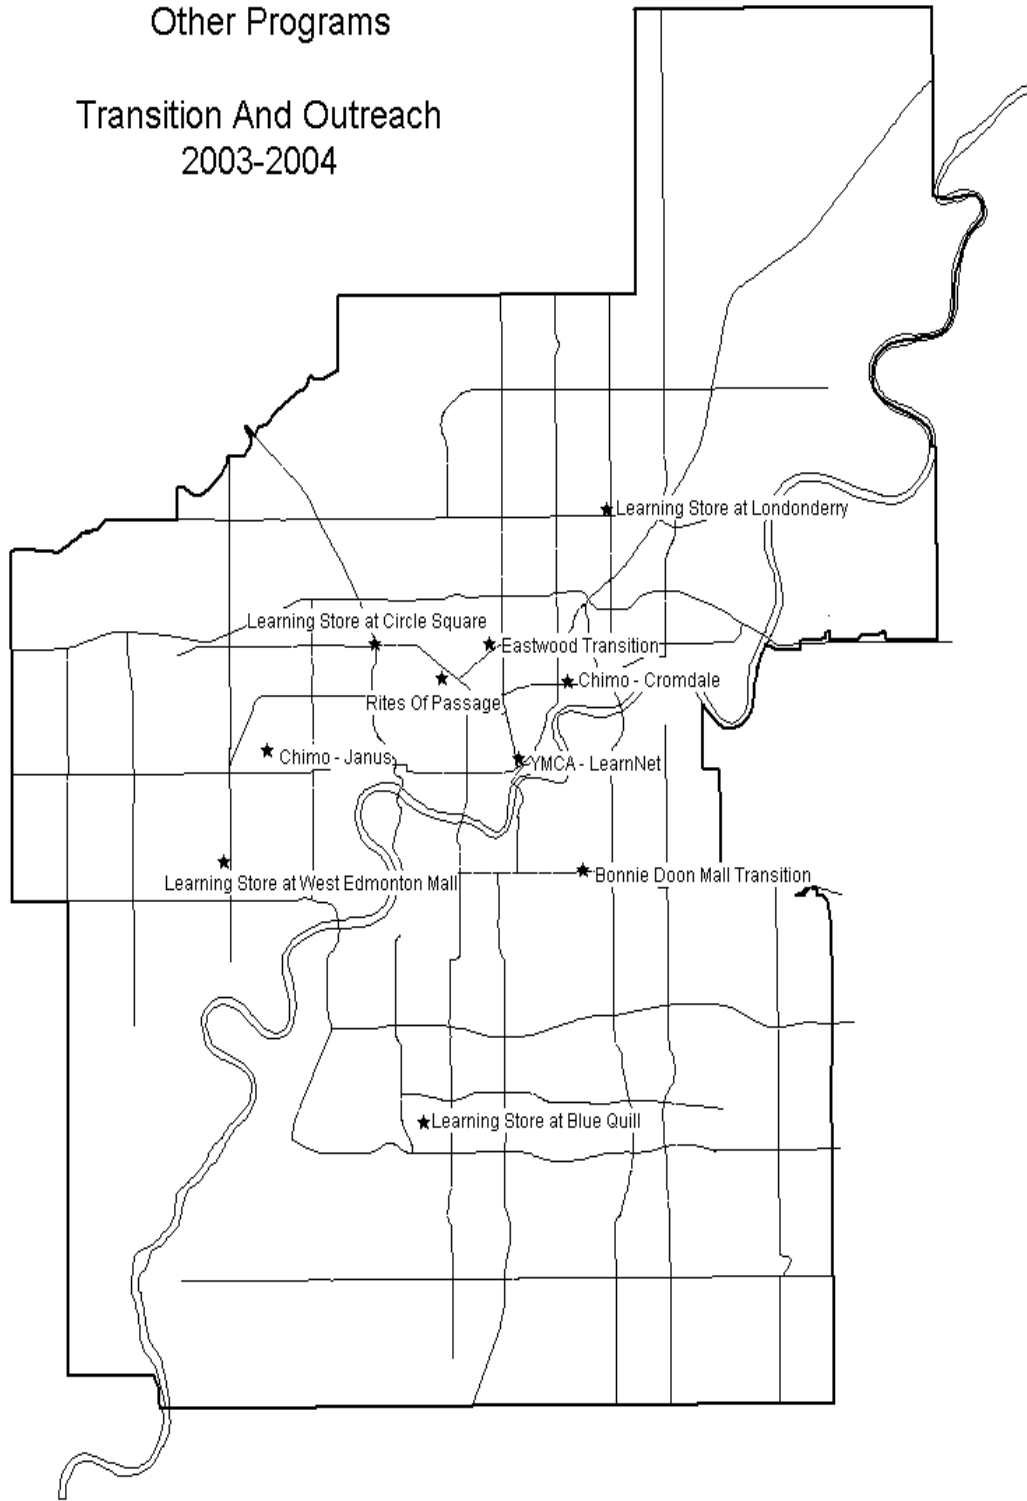 Other Programs
Transition And Outreach
2003-2004
Learning Store at Londonderry
Learning Store at Circle Square
Eastwood Transition
Chimo - Cromdale
Rites Of Passage
Chimo - Janus
YMCA - LearnNet
Learning Store at West Edmonton Mall
Bonnie Doon Mall Transition
Learning Store at Blue Quill